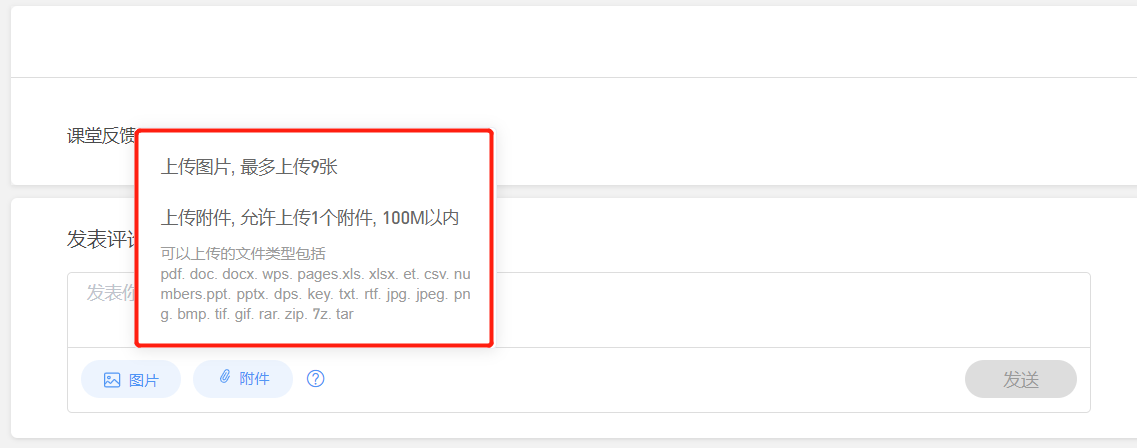 课堂反馈
上传图片, 最多上传9张
上传附件, 允许上传1个附件, 100M以内
发表评论
可以上传的文件类型包括
pdf. doc. docx. wps. pages.xls. xlsx. et. csv. nu
mbers.ppt. pptx. dps. key. txt. rtf. jpg. jpeg. pn
g. bmp. tif. gif. rar. zip. 7z. tar
发表你
图片
附件
发送